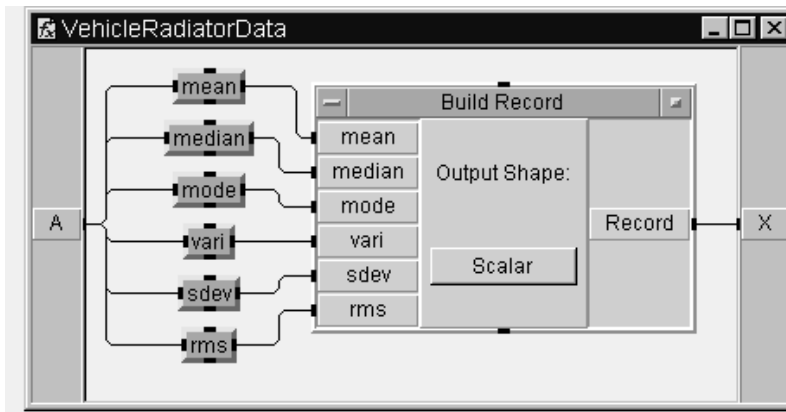 VehicleRadiatorData
mean
Build Record
median
mode
vari
sdev
rms
mean
median
mode
vari
sdev
rms
Output Shape:
Scalar
A
Record
X